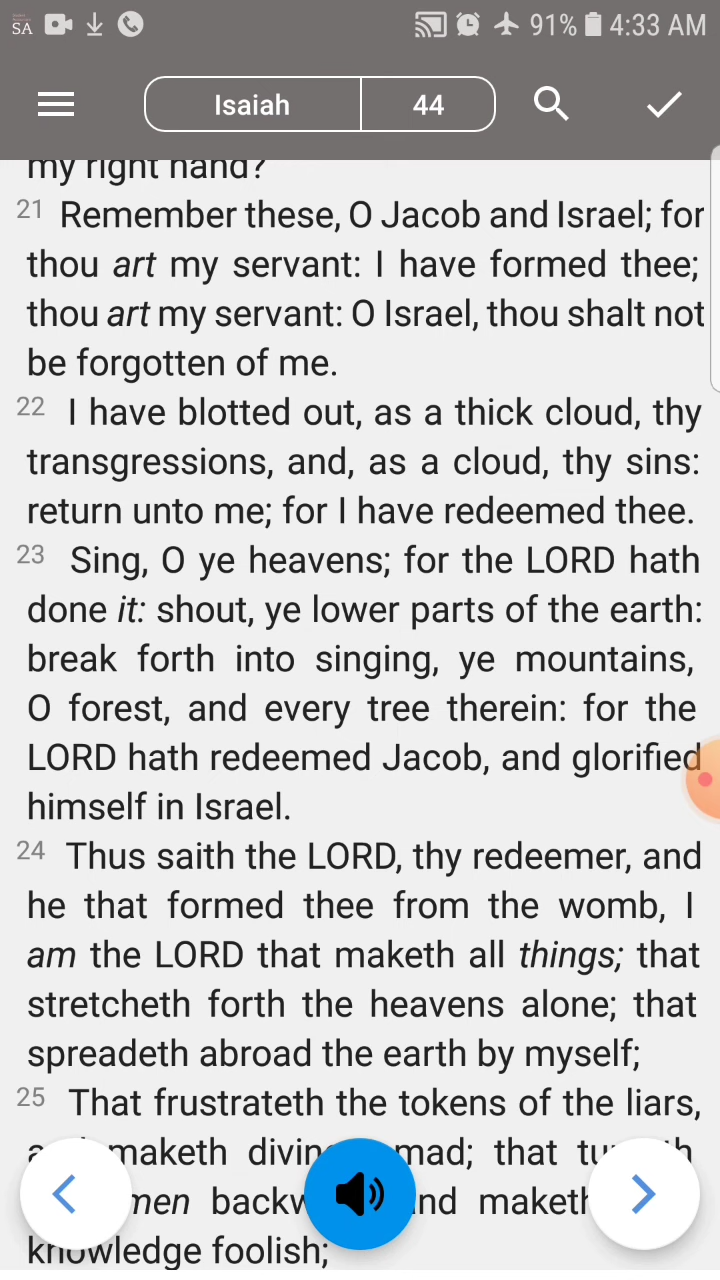 SA 91% 4:33 AM
Isaiah 44
my right hand?
21 Remember these, O Jacob and Israel; for
thou art my servant: I have formed thee;
thou art my servant: O Israel, thou shalt not
be forgotten of me.
22 I have blotted out, as a thick cloud, thy
transgressions, and, as a cloud, thy sins:
return unto me; for I have redeemed thee.
23 Sing, O ye heavens; for the LORD hath
done it: shout, ye lower parts of the earth:
break forth into singing, ye mountains,
O forest, and every tree therein: for the
LORD hath redeemed Jacob, and glorified
himself in Israel.
24 Thus saith the LORD, thy redeemer, and
he that formed thee from the womb, I
am the LORD that maketh all things; that
stretcheth forth the heavens alone; that
spreadeth abroad the earth by myself;
25 That frustrateth the tokens of the liars,
maketh mad; that
men maketh
knowledge foolish;